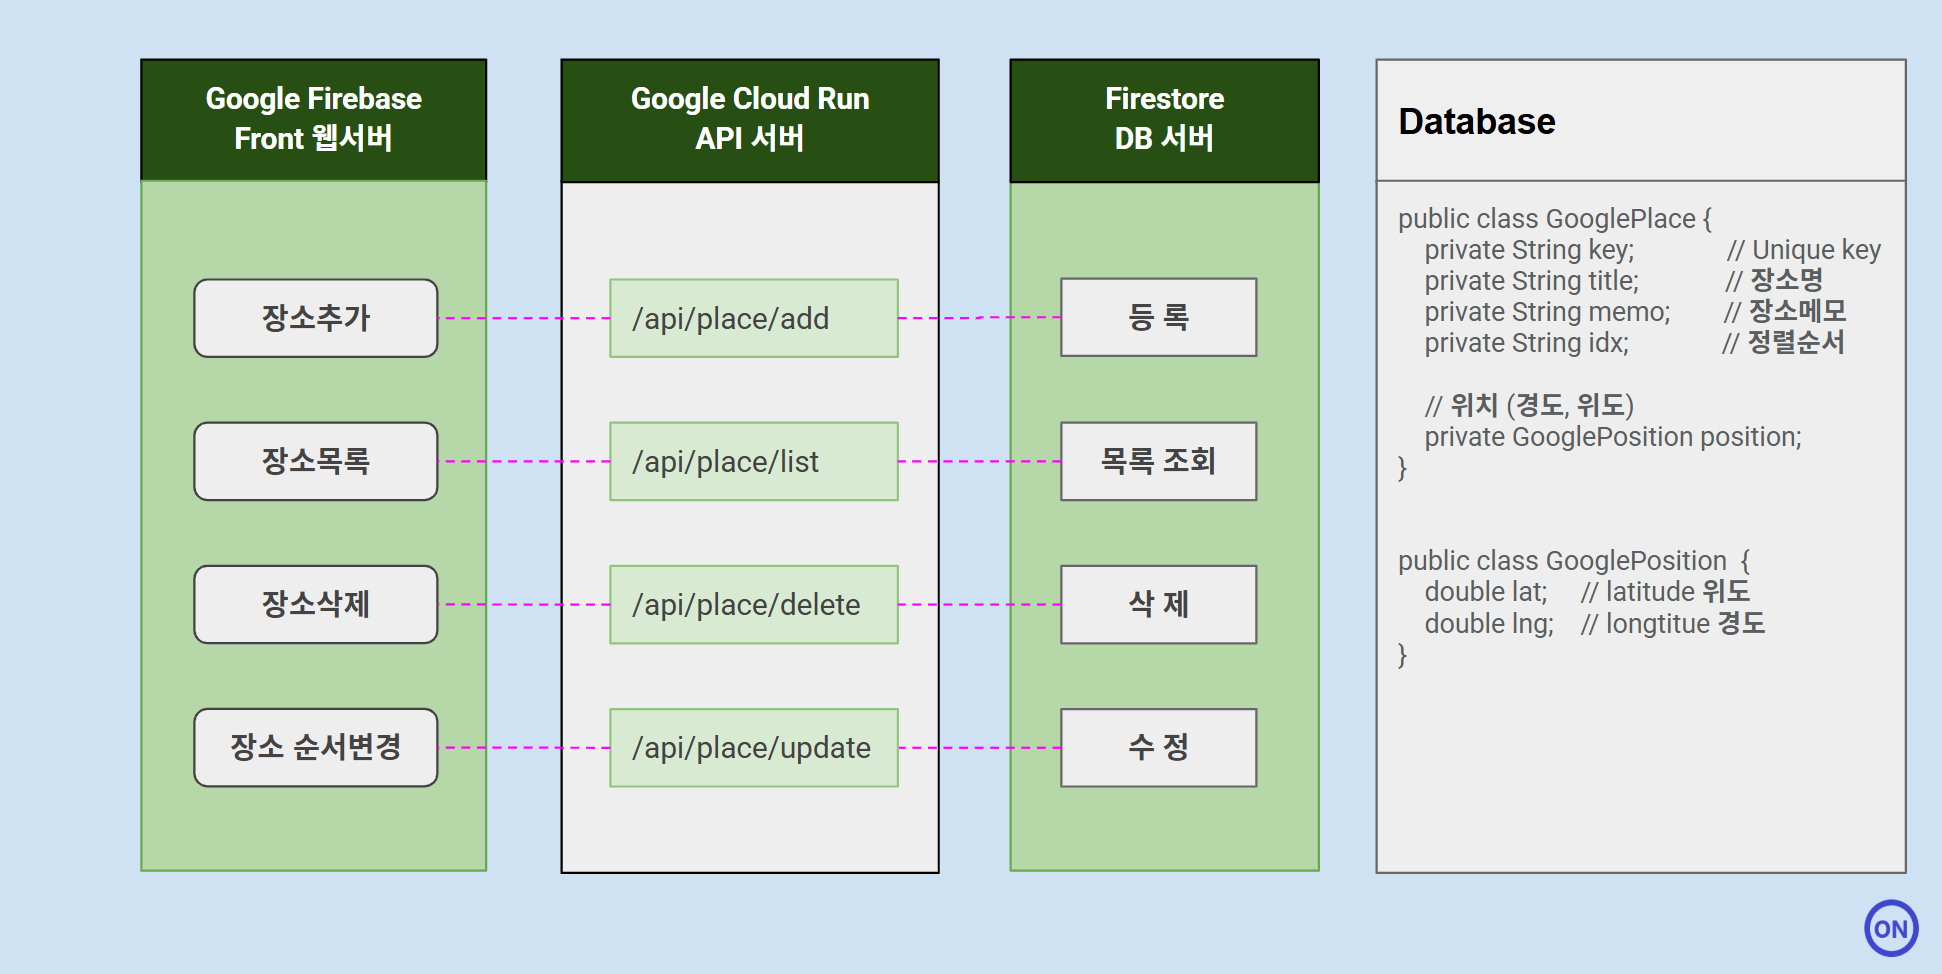 Google Firebase
Front 웹서버
Google Cloud Run
API 서버
Firestore
DB 서버
Database
장소추가
/api/place/add
등 록
장소목록
/api/place/list
목록 조회
장소삭제
/api/place/delete
삭 제
장소 순서변경
/api/place/update
수 정
public class GooglePlace {
private String key; // Unique key
private String title; // 장소명
private String memo; // 장소메모
private String idx; // 정렬순서
// 위치 (경도, 위도)
private GooglePosition position;
}
public class GooglePosition {
double lat; // latitude 위도
double lng; // longtitue 경도
}
ON